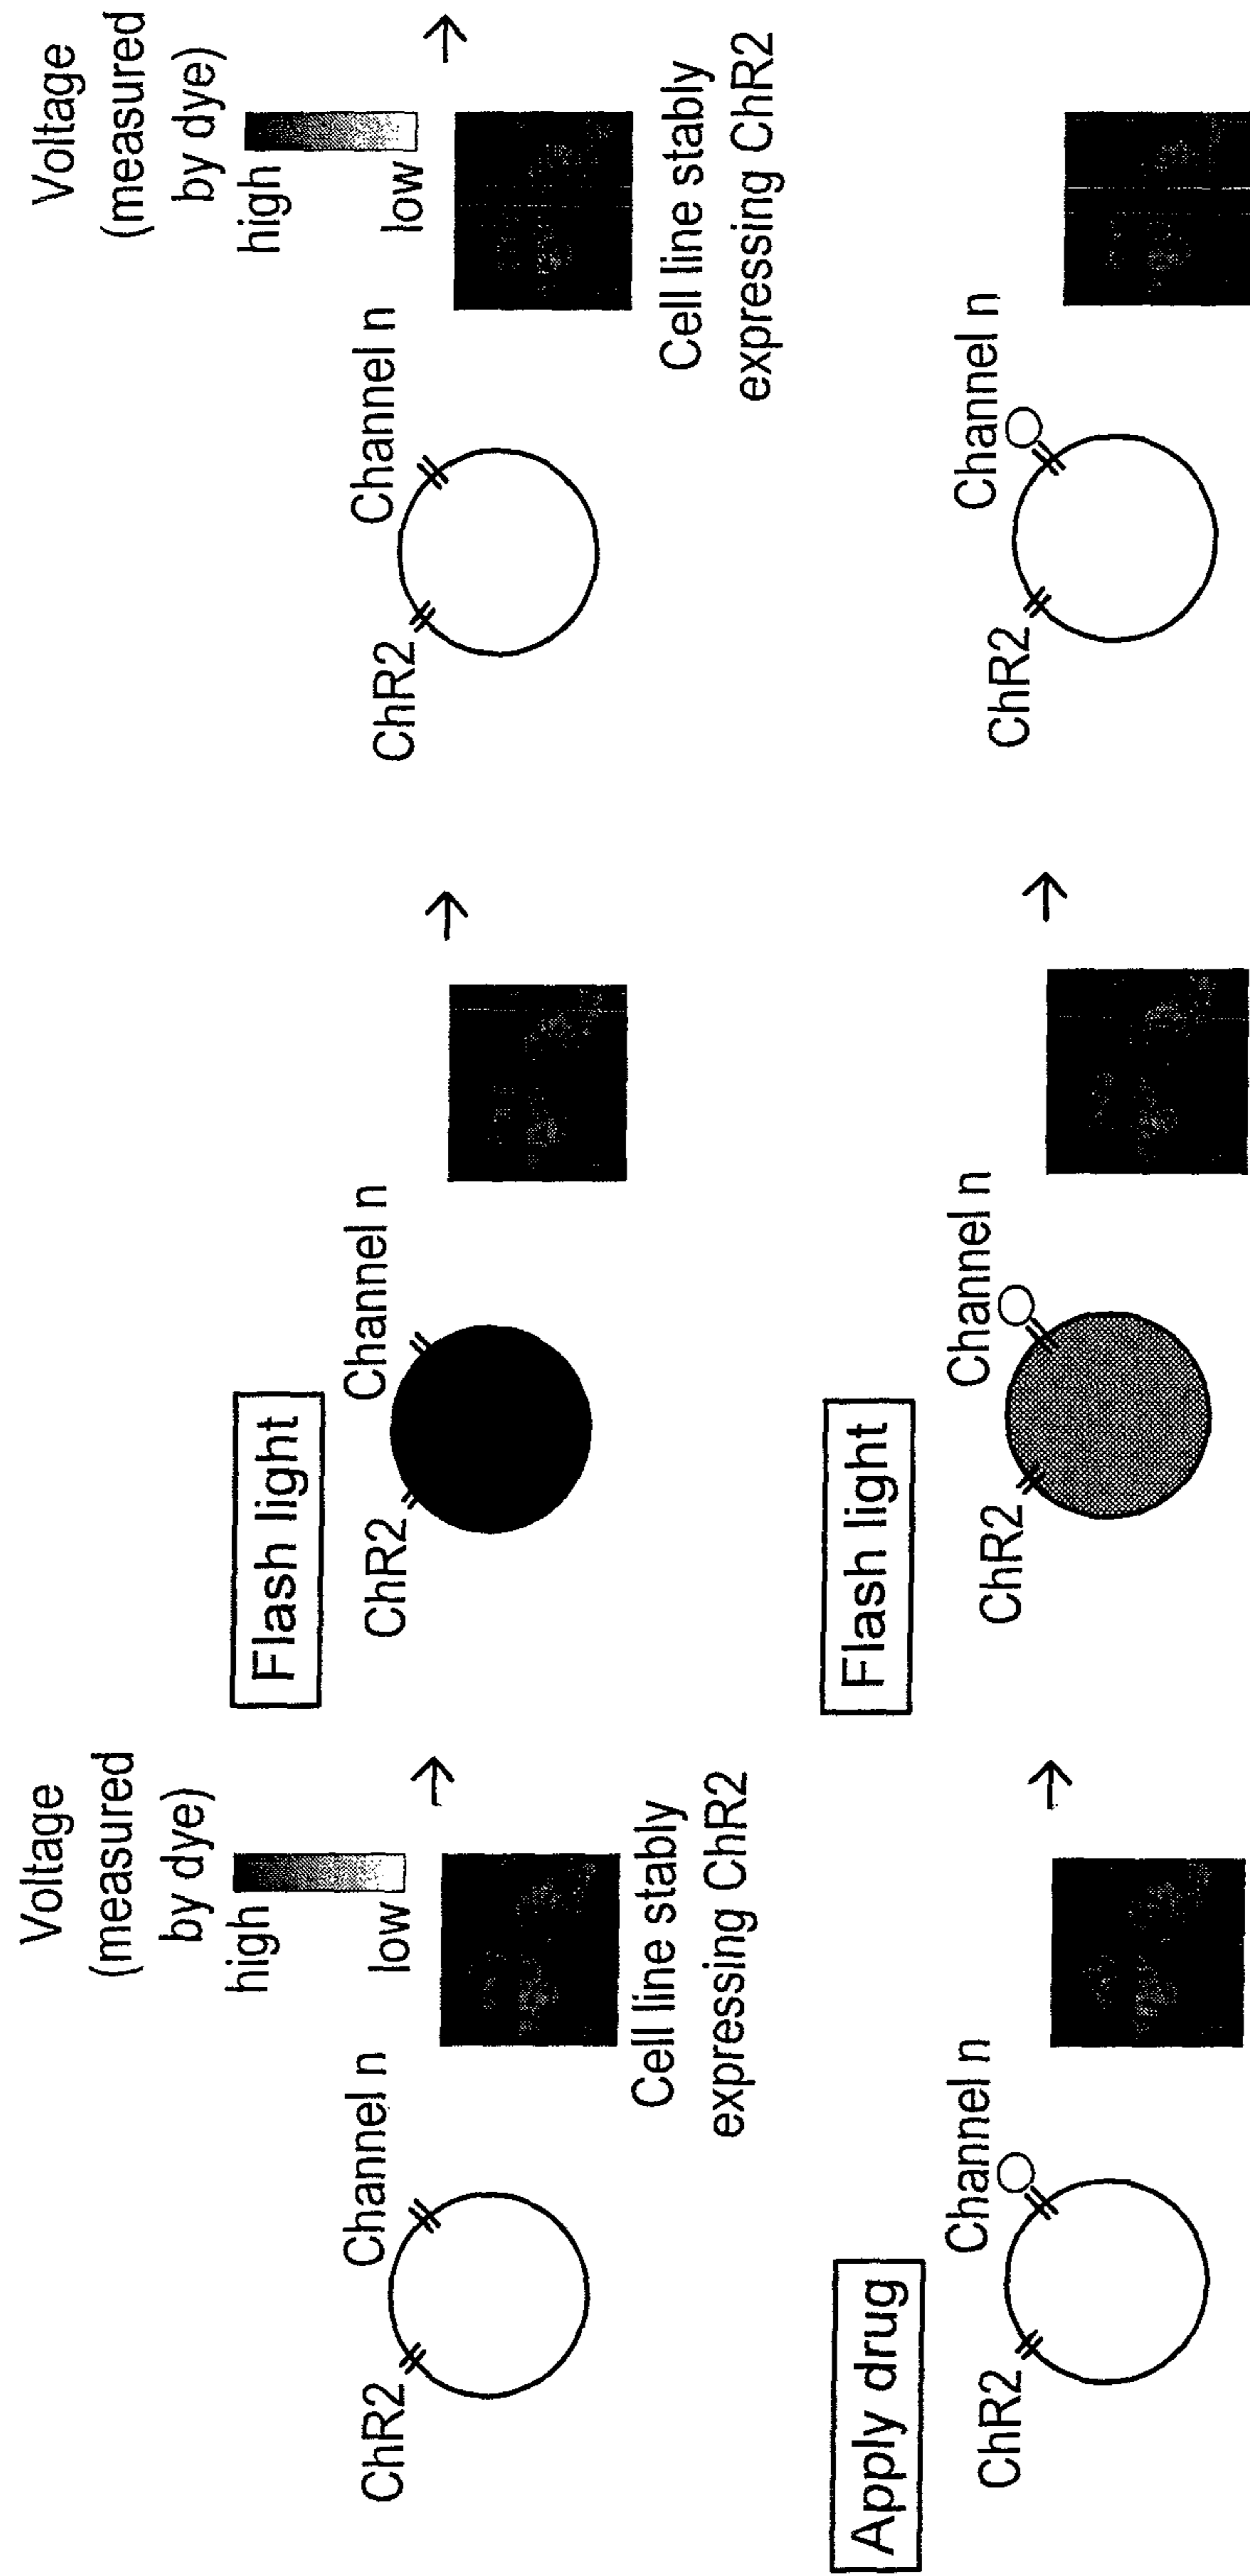 Voltage
(measured
by dye)
high
low
ChR2
Channel n
Cell line stably
expressing ChR2
Flash light
ChR2
Channel n
Voltage
(measured
by dye)
high
low
ChR2
Channel n
Cell line stably
expressing ChR2
Apply drug
ChR2
Channel n
Flash light
ChR2
Channel n
ChR2
Channel n